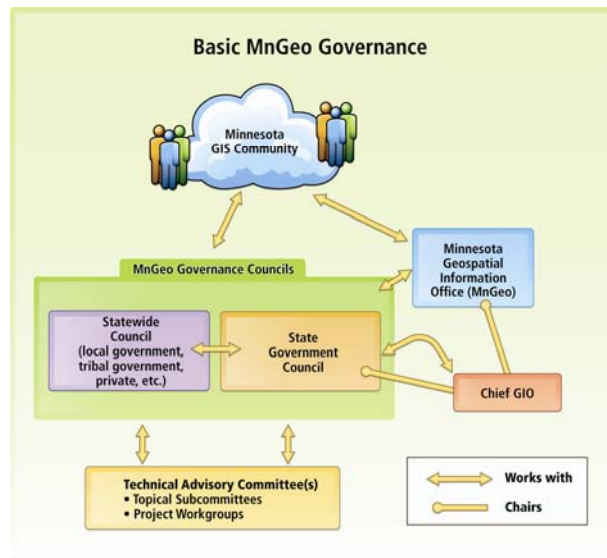 Basic MnGeo Governance
Minnesota
GIS Community
MnGeo Governance Councils
Minnesota
Geospatial
Information
Office (MnGeo)
Statewide
Council
(local government,
tribal government,
private, etc.)
State
Government
Council
Chief GIO
Technical Advisory Committee(s)
• Topical Subcommittees
• Project Workgroups
Works with
Chairs